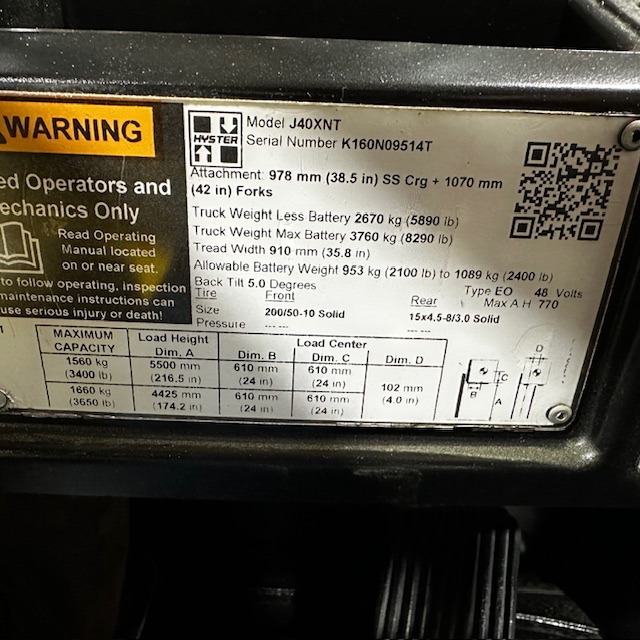 WARNING
ed Operators and
echanics Only
Read Operating
Manual located
on or near seat.
to follow operating, inspection
maintenance instructions can
use serious injury or death!
HYSTER
Model J40XNT
Serial Number K160N09514T
Attachment: 978 mm (38.5 in) SS Crg + 1070 mm
(42 in) Forks
Truck Weight Less Battery 2670 kg (5890 lb)
Truck Weight Max Battery 3760 kg (8290 lb)
Tread Width 910 mm (35.8 in)
Allowable Battery Weight 953 kg (2100 lb) to 1089 kg (2400 lb)
Back Tilt 5.0 Degrees Type EO 48 Volts
Tire Front Rear Max A H 770
Size 200/50-10 Solid 15x4.5-8/3.0 Solid
Pressure --- --- --- ---
MAXIMUM CAPACITY Load Height Dim. A Load Center
Dim. B Dim. C Dim. D
1560 kg 5500 mm 610 mm 610 mm
(3400 lb) (216.5 in) (24 in) (24 in)
102 mm
(4.0 in)
1660 kg 4425 mm 610 mm 610 mm
(3650 lb) (174.2 in) (24 in) (24 in)
D
C
B
A